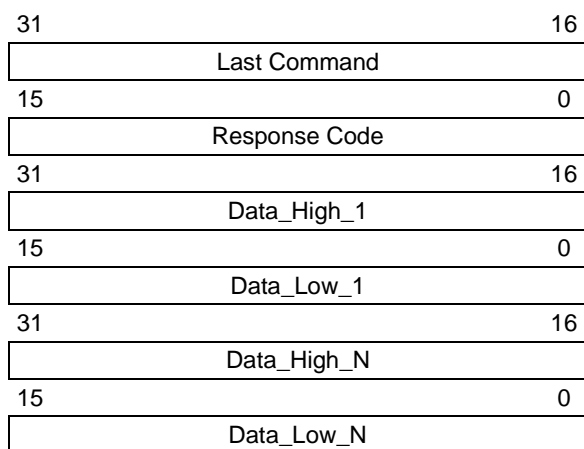 31 16
Last Command
15 0
Response Code
31 16
Data_High_1
15 0
Data_Low_1
31 16
Data_High_N
15 0
Data_Low_N